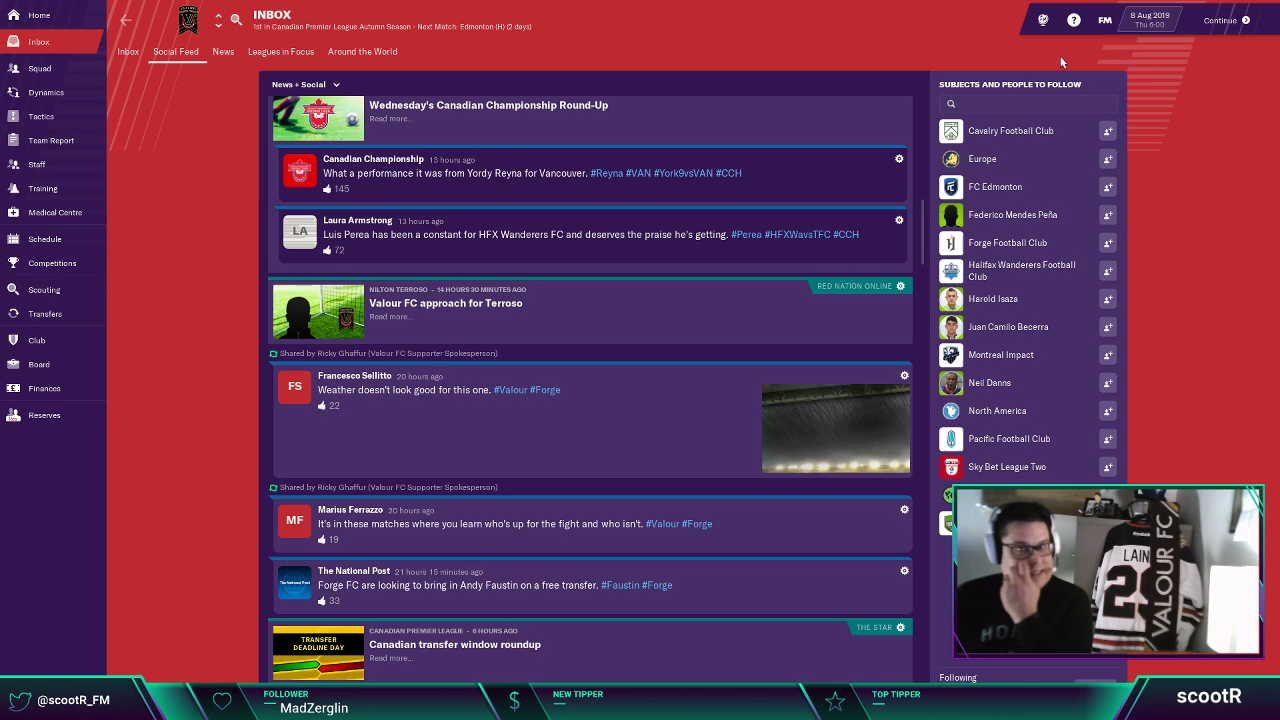 Home
Inbox
Squad
Dynamics
Tactics
Team Report
Staff
Training
Medical Centre
Schedule
Competitions
Scouting
Transfers
Club
Board
Finances
Reserves
INBOX
1st in Canadian Premier League Autumn Season - Next Match: Edmonton (H) (2 days)
FM
8 Aug 2019
Thu 6:00
Continue
Inbox
Social Feed
News
Leagues in Focus
Around the World
News + Social
Wednesday's Canadian Championship Round-Up
Read more...
Canadian Championship 13 hours ago
What a performance it was from Yordy Reyna for Vancouver. #Reyna #VAN #York9vsVAN #CCH
145
LA
Laura Armstrong 13 hours ago
Luis Perea has been a constant for HFX Wanderers FC and deserves the praise he's getting. #Perea #HFXWavsTFC #CCH
72
NILTON TERROSO - 14 HOURS 30 MINUTES AGO
RED NATION ONLINE
Valour FC approach for Terroso
Read more...
Shared by Ricky Ghaffur (Valour FC Supporter Spokesperson)
FS
Francesco Sellitto 20 hours ago
Weather doesn't look good for this one. #Valour #Forge
22
Shared by Ricky Ghaffur (Valour FC Supporter Spokesperson)
MF
Marius Ferrazzo 20 hours ago
It's in these matches where you learn who's up for the fight and who isn't. #Valour #Forge
19
The National Post
The National Post 21 hours 15 minutes ago
Forge FC are looking to bring in Andy Faustin on a free transfer. #Faustin #Forge
33
TRANSFER
DEADLINE DAY
CANADIAN PREMIER LEAGUE - 6 HOURS AGO
THE STAR
Canadian transfer window roundup
Read more...
SUBJECTS AND PEOPLE TO FOLLOW
Cavalry Football Club
Europe
FC Edmonton
Federico Mendes Peña
Forge Football Club
Halifax Wanderers Football
Club
Harold Isaza
Juan Camilo Becerra
Montreal Impact
Neil Danns
North America
Pacific Football Club
Sky Bet League Two
Following
LAIN
2
VALOUR FC
@scootR_FM
FOLLOWER
MadZerglin
$
NEW TIPPER
TOP TIPPER
scootR